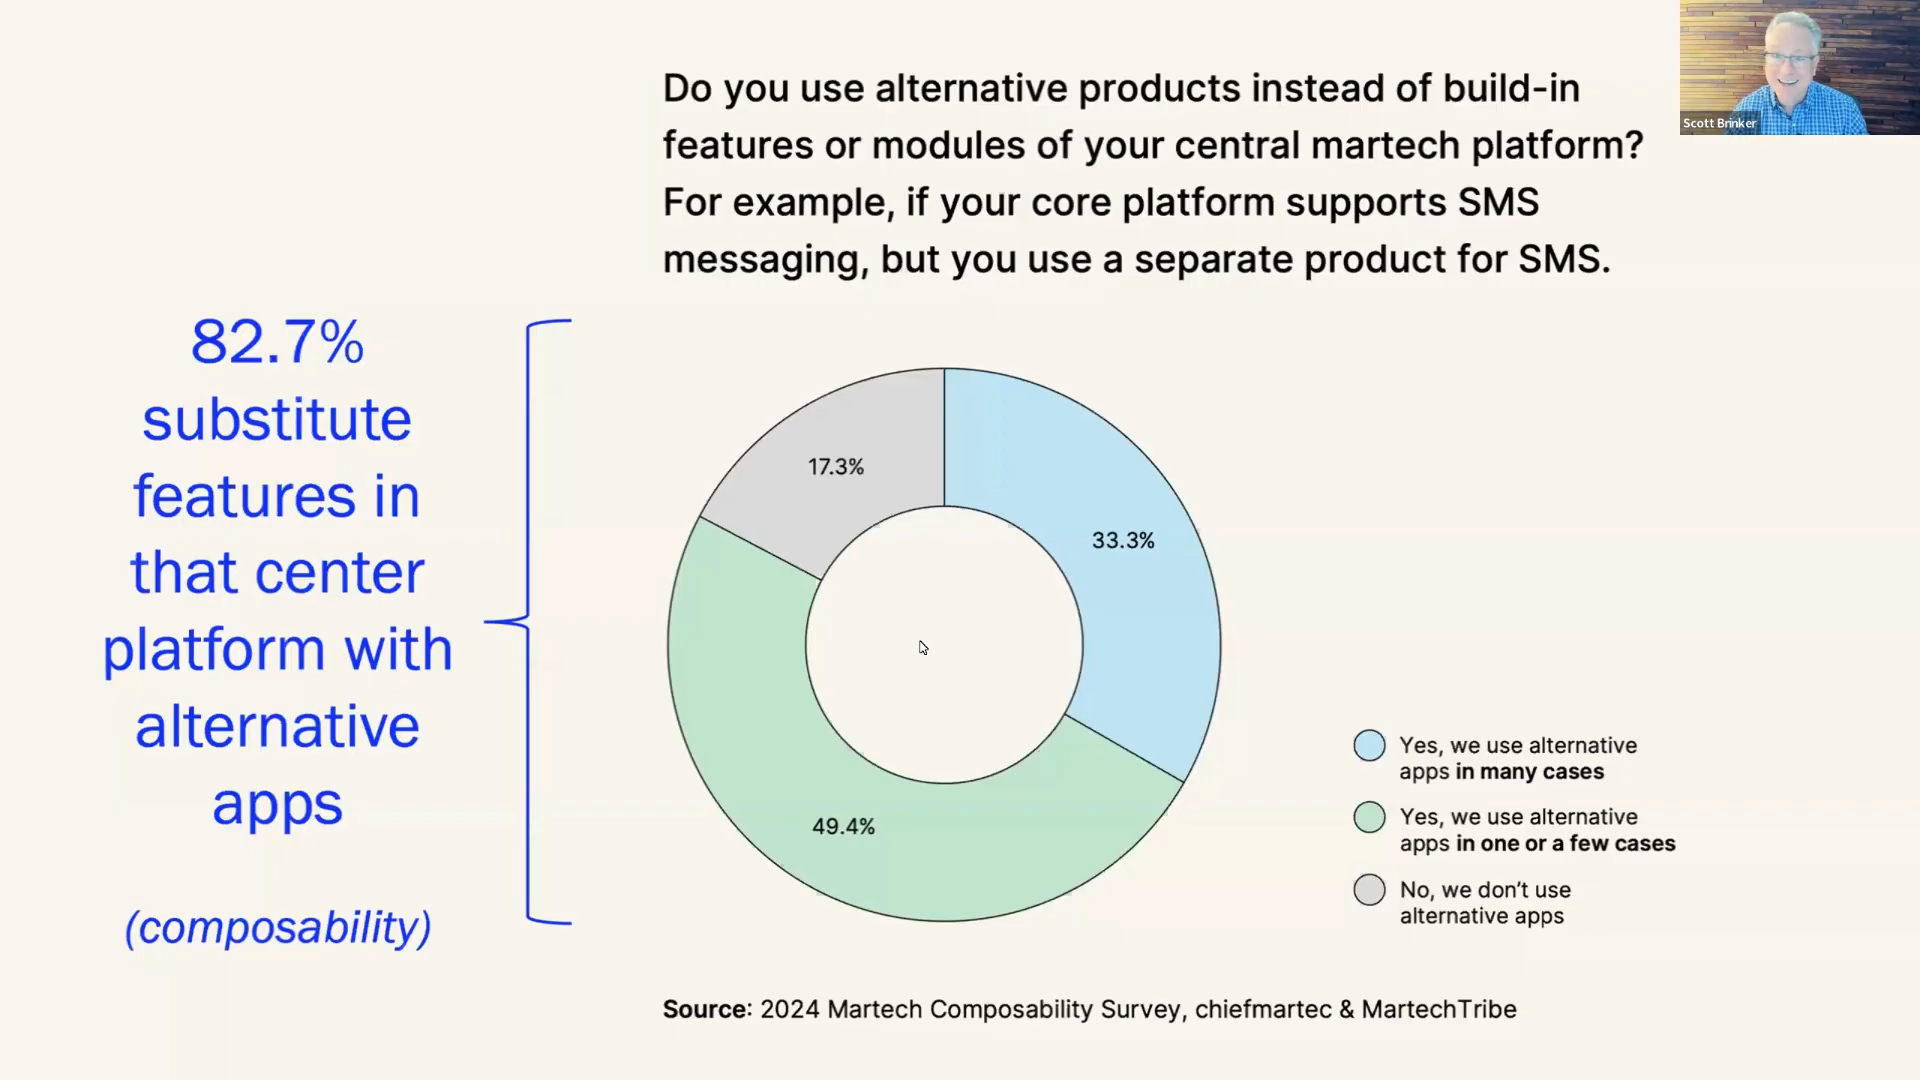 Do you use alternative products instead of build-in
features or modules of your central martech platform?
For example, if your core platform supports SMS
messaging, but you use a separate product for SMS.
Scott Brinker
82.7%
substitute
features in
that center
platform with
alternative
apps
(composability)
17.3%
33.3%
49.4%
Yes, we use alternative
apps in many cases
Yes, we use alternative
apps in one or a few cases
No, we don’t use
alternative apps
Source: 2024 Martech Composability Survey, chiefmartec & MartechTribe